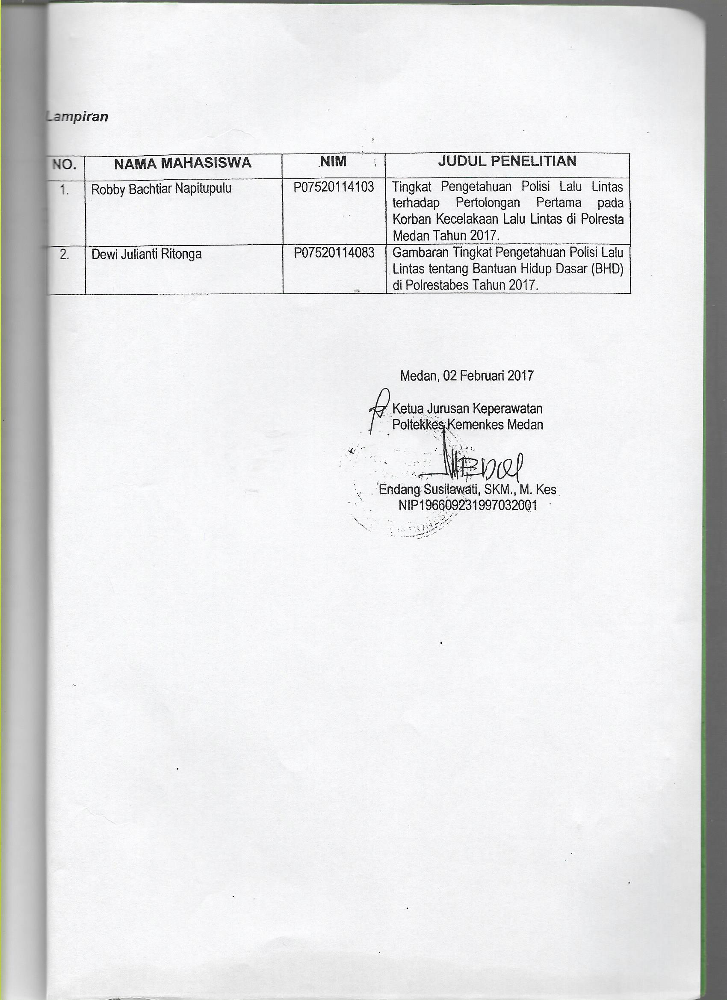 Lampiran
NO. NAMA MAHASISWA NIM JUDUL PENELITIAN
1. Robby Bachtiar Napitupulu P07520114103 Tingkat Pengetahuan Polisi Lalu Lintas
terhadap Pertolongan Pertama pada
Korban Kecelakaan Lalu Lintas di Polresta
Medan Tahun 2017.
2. Dewi Julianti Ritonga P07520114083 Gambaran Tingkat Pengetahuan Polisi Lalu
Lintas tentang Bantuan Hidup Dasar (BHD)
di Polrestabes Tahun 2017.
Medan, 02 Februari 2017
Ketua Jurusan Keperawatan
Poltekkes Kemenkes Medan
Endang Susilawati, SKM., M. Kes
NIP196609231997032001